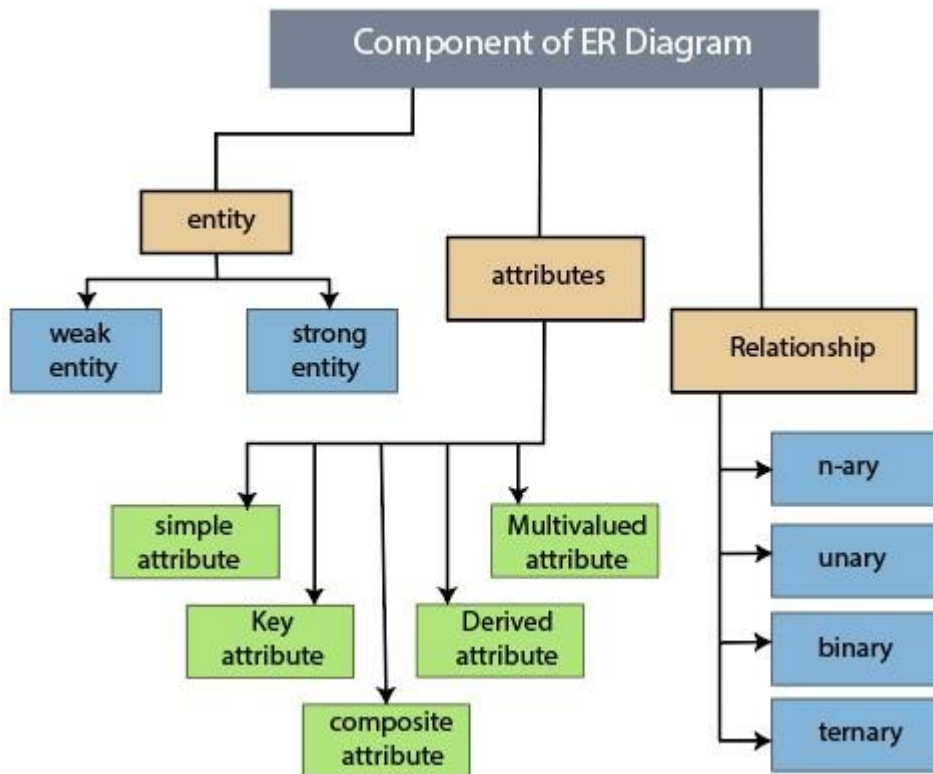 Component of ER Diagram
entity
attributes
weak
entity
strong
entity
Relationship
n-ary
simple
attribute
Multivalued
attribute
unary
Key
attribute
Derived
attribute
binary
composite
attribute
ternary